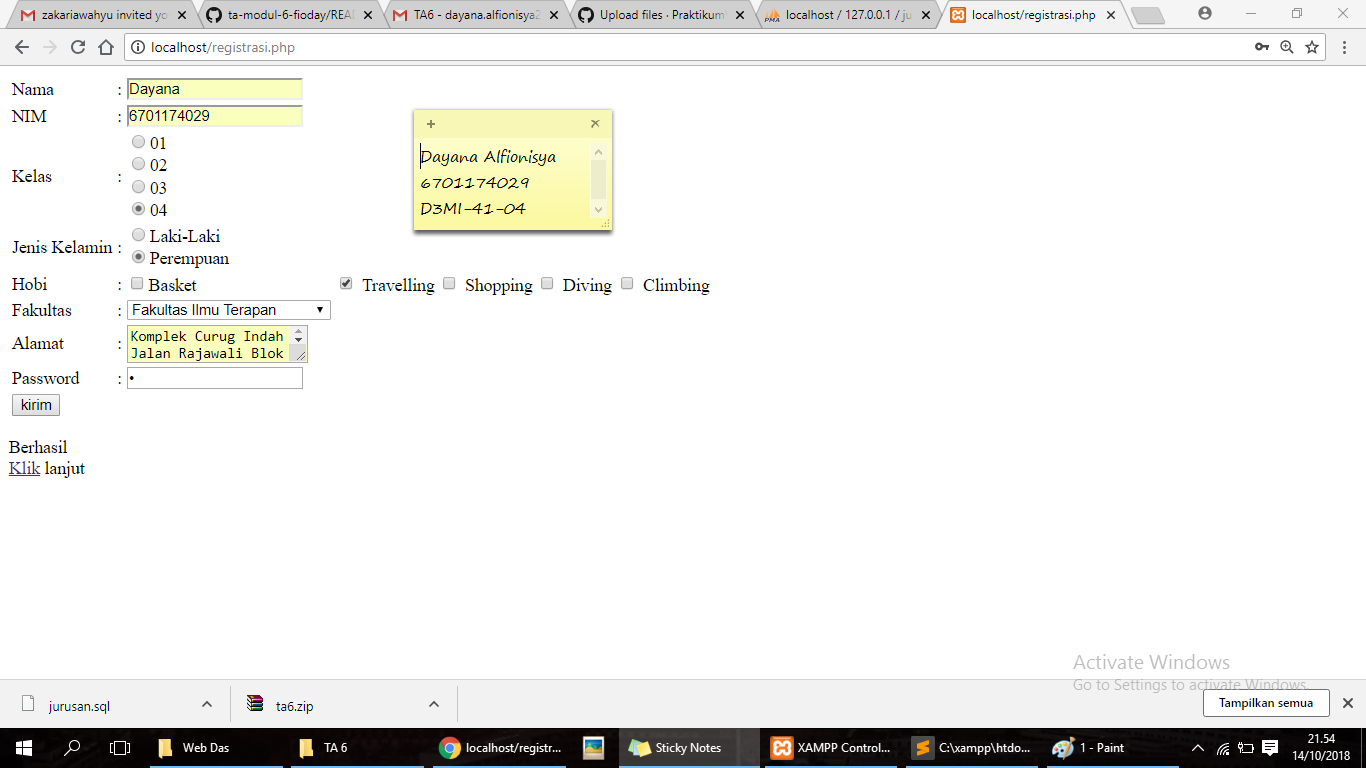 zakariawahyu invited yo
ta-modul-6-fioday/REA
TA6 - dayana.alfionisya2
Upload files · Praktikum
localhost / 127.0.0.1 / ju
localhost/registrasi.php
localhost/registrasi.php
Nama : Dayana
NIM : 6701174029
Kelas :
01
02
03
04
Jenis Kelamin :
Laki-Laki
Perempuan
Hobi : Basket Travelling Shopping Diving Climbing
Fakultas : Fakultas Ilmu Terapan
Alamat :
Komplek Curug Indah
Jalan Rajawali Blok
Password : •
kirim
Berhasil
Klik lanjut
Dayana Alfionisya
6701174029
D3MI-41-04
Activate Windows
Go to Settings to activate Windows.
jurusan.sql
ta6.zip
Tampilkan semua
Web Das
TA 6
localhost/registr...
Sticky Notes
XAMPP Control...
C:\xampp\htdo...
1 - Paint
21.54
14/10/2018